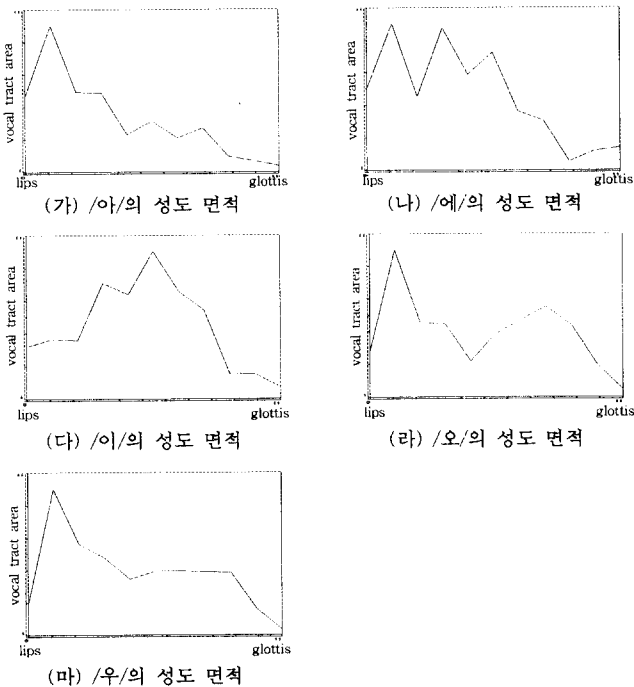 vocal tract area
lips glottis
(가) /아/의 성도 면적
vocal tract area
lips glottis
(나) /에/의 성도 면적
vocal tract area
lips glottis
(다) /이/의 성도 면적
vocal tract area
lips glottis
(라) /오/의 성도 면적
vocal tract area
lips glottis
(마) /우/의 성도 면적